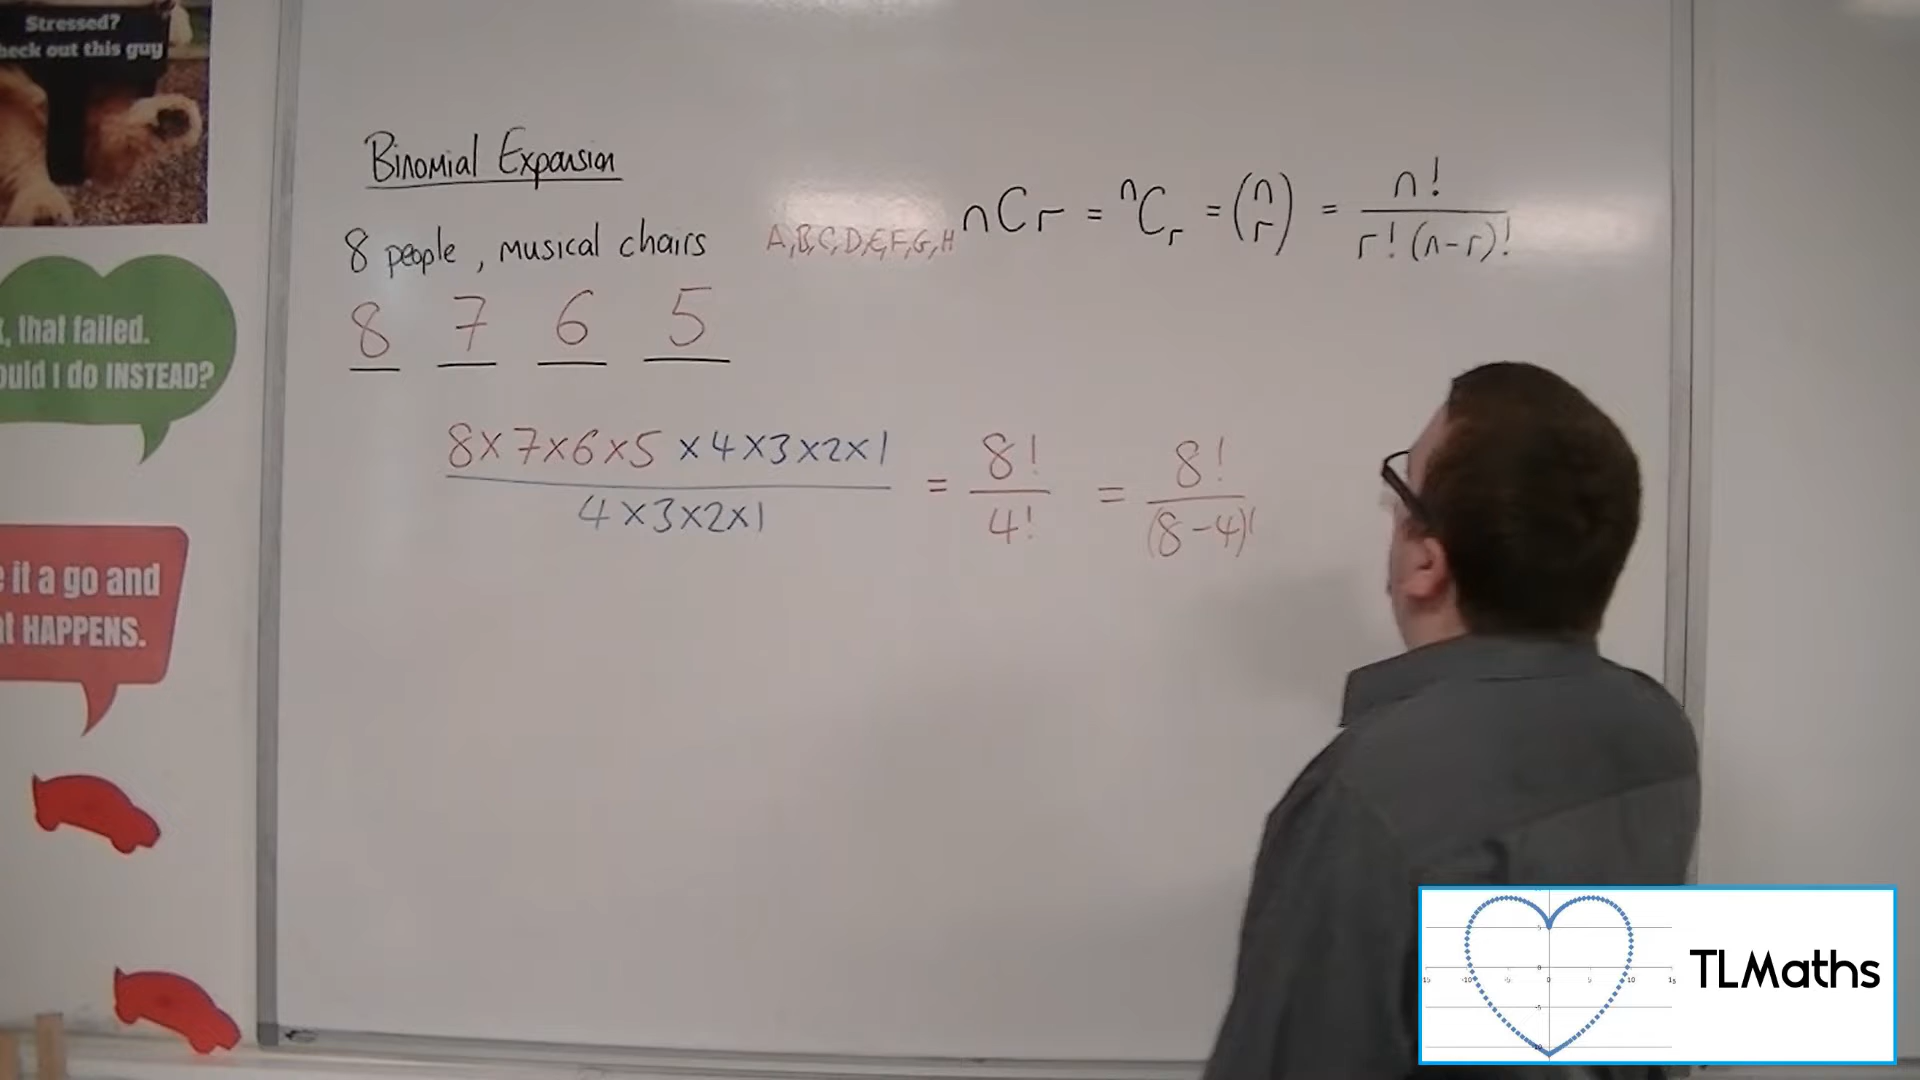 Stressed?
heck out this guy
Binomial Expansion
8 people, musical chairs
A,B,C,D,E,F,G,H
nCr = ⁿCᵣ = (n r) = n! / r!(n-r)!
8 7 6 5
8×7×6×5×4×3×2×1 / 4×3×2×1 = 8! / 4! = 8! / (8-4)!
, that failed.
ould I do INSTEAD?
it a go and
t HAPPENS.
TLMaths